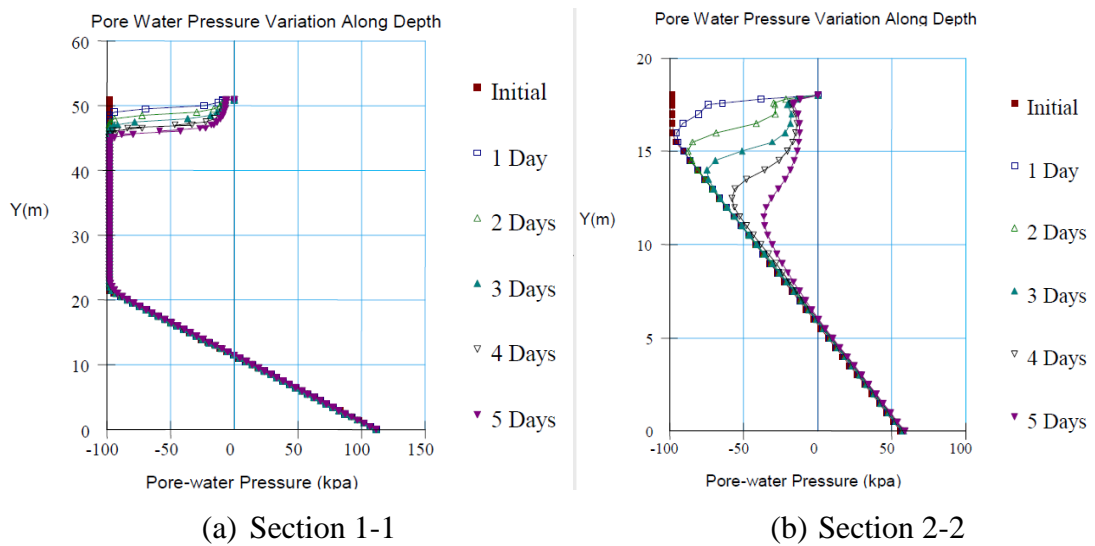 Pore Water Pressure Variation Along Depth
60
50
40
30
20
10
0
Y(m)
-100
-50
0
50
100
150
Pore-water Pressure (kpa)
Initial
1 Day
2 Days
3 Days
4 Days
5 Days
(a) Section 1-1
Pore Water Pressure Variation Along Depth
20
15
10
5
0
Y(m)
-100
-50
0
50
100
Pore-water Pressure (kpa)
Initial
1 Day
2 Days
3 Days
4 Days
5 Days
(b) Section 2-2